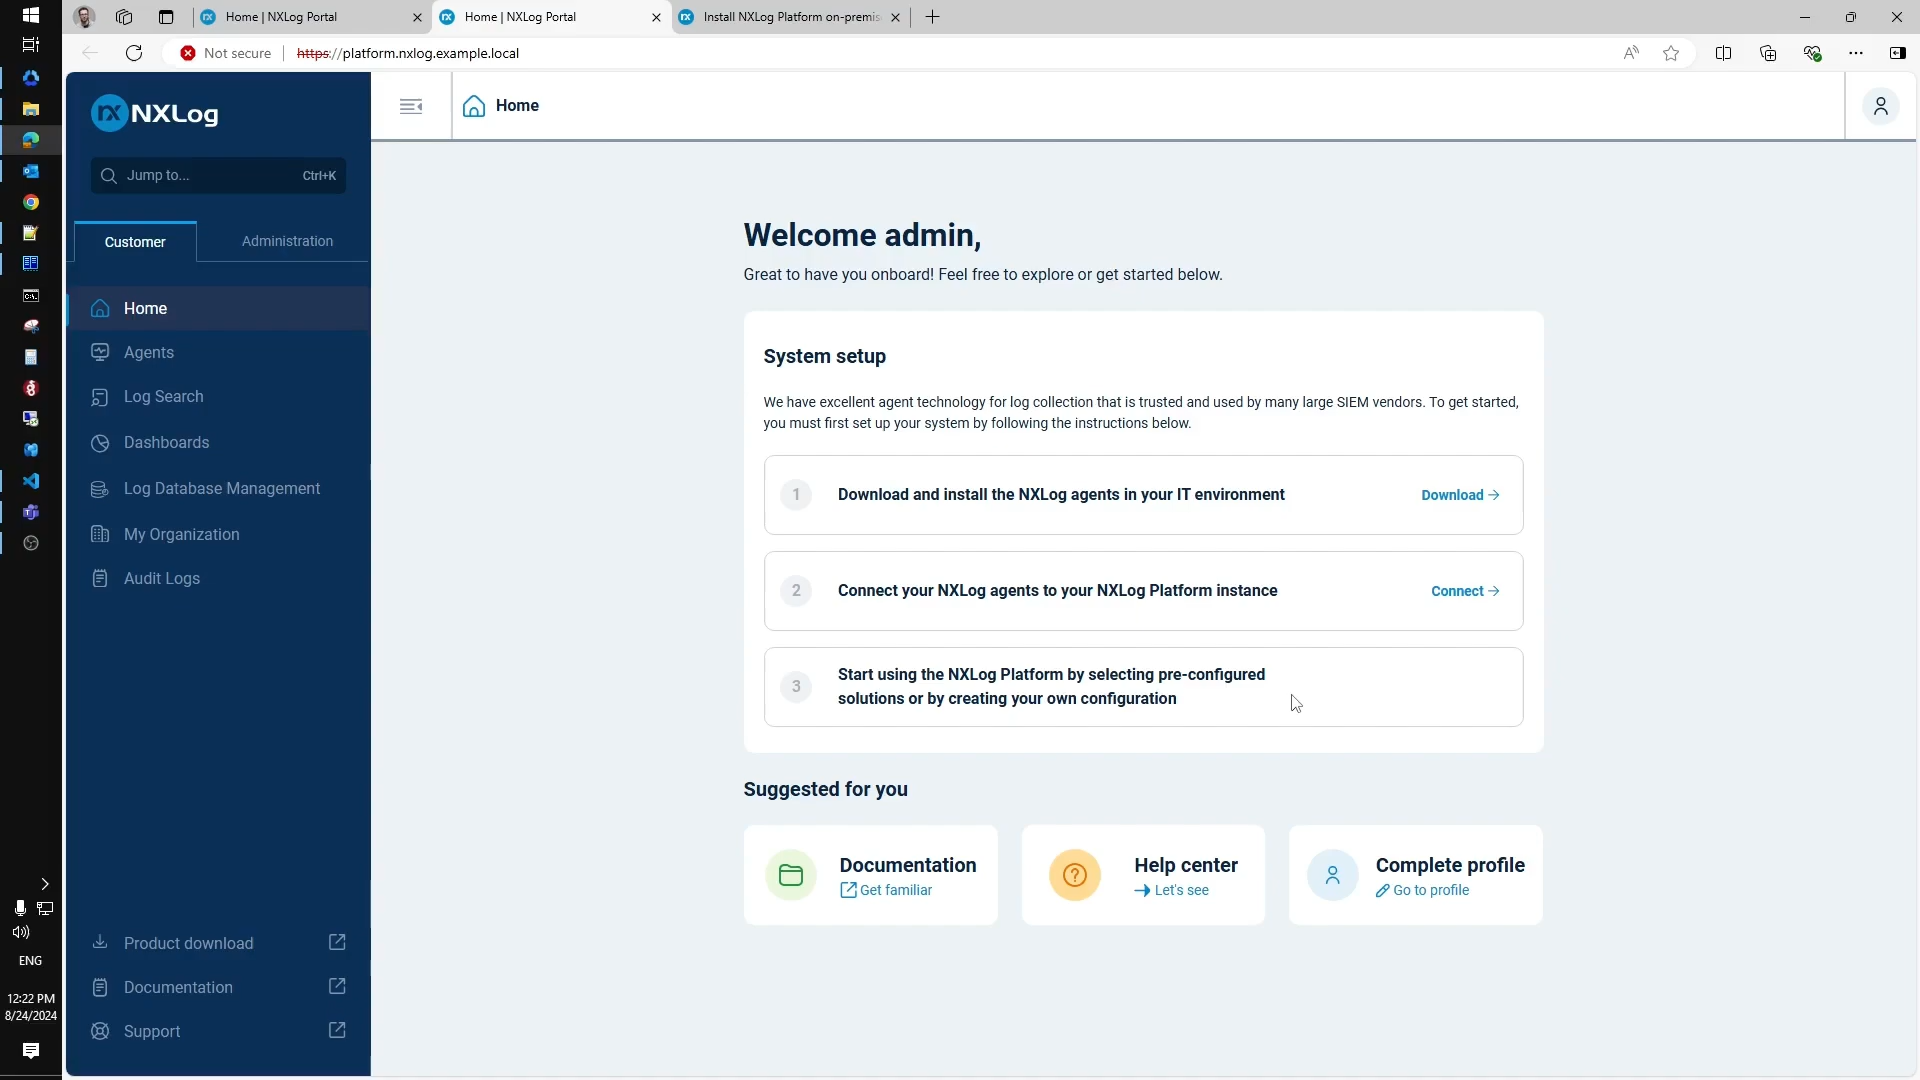 Home | NXLog Portal
Home | NXLog Portal
Install NXLog Platform on-premis
Not secure
https://platform.nxlog.example.local
NXLog
Jump to...
Ctrl+K
Customer
Administration
Home
Agents
Log Search
Dashboards
Log Database Management
My Organization
Audit Logs
Product download
Documentation
Support
Home
Welcome admin,
Great to have you onboard! Feel free to explore or get started below.
System setup
We have excellent agent technology for log collection that is trusted and used by many large SIEM vendors. To get started,
you must first set up your system by following the instructions below.
1
Download and install the NXLog agents in your IT environment
Download
2
Connect your NXLog agents to your NXLog Platform instance
Connect
3
Start using the NXLog Platform by selecting pre-configured
solutions or by creating your own configuration
Suggested for you
Documentation
Get familiar
Help center
Let's see
Complete profile
Go to profile
ENG
12:22 PM
8/24/2024